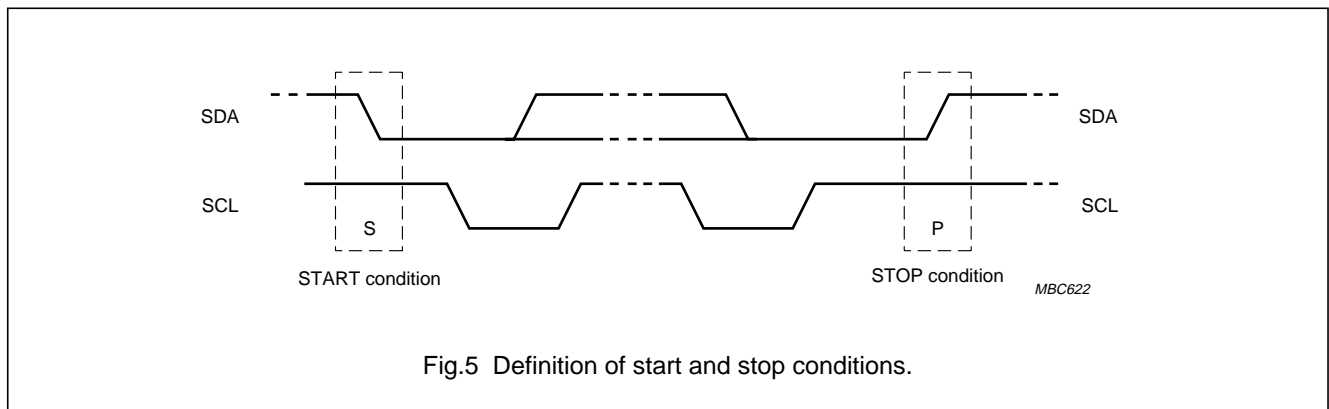 SDA SDA
SCL SCL
S P
START condition STOP condition
MBC622
Fig.5 Definition of start and stop conditions.